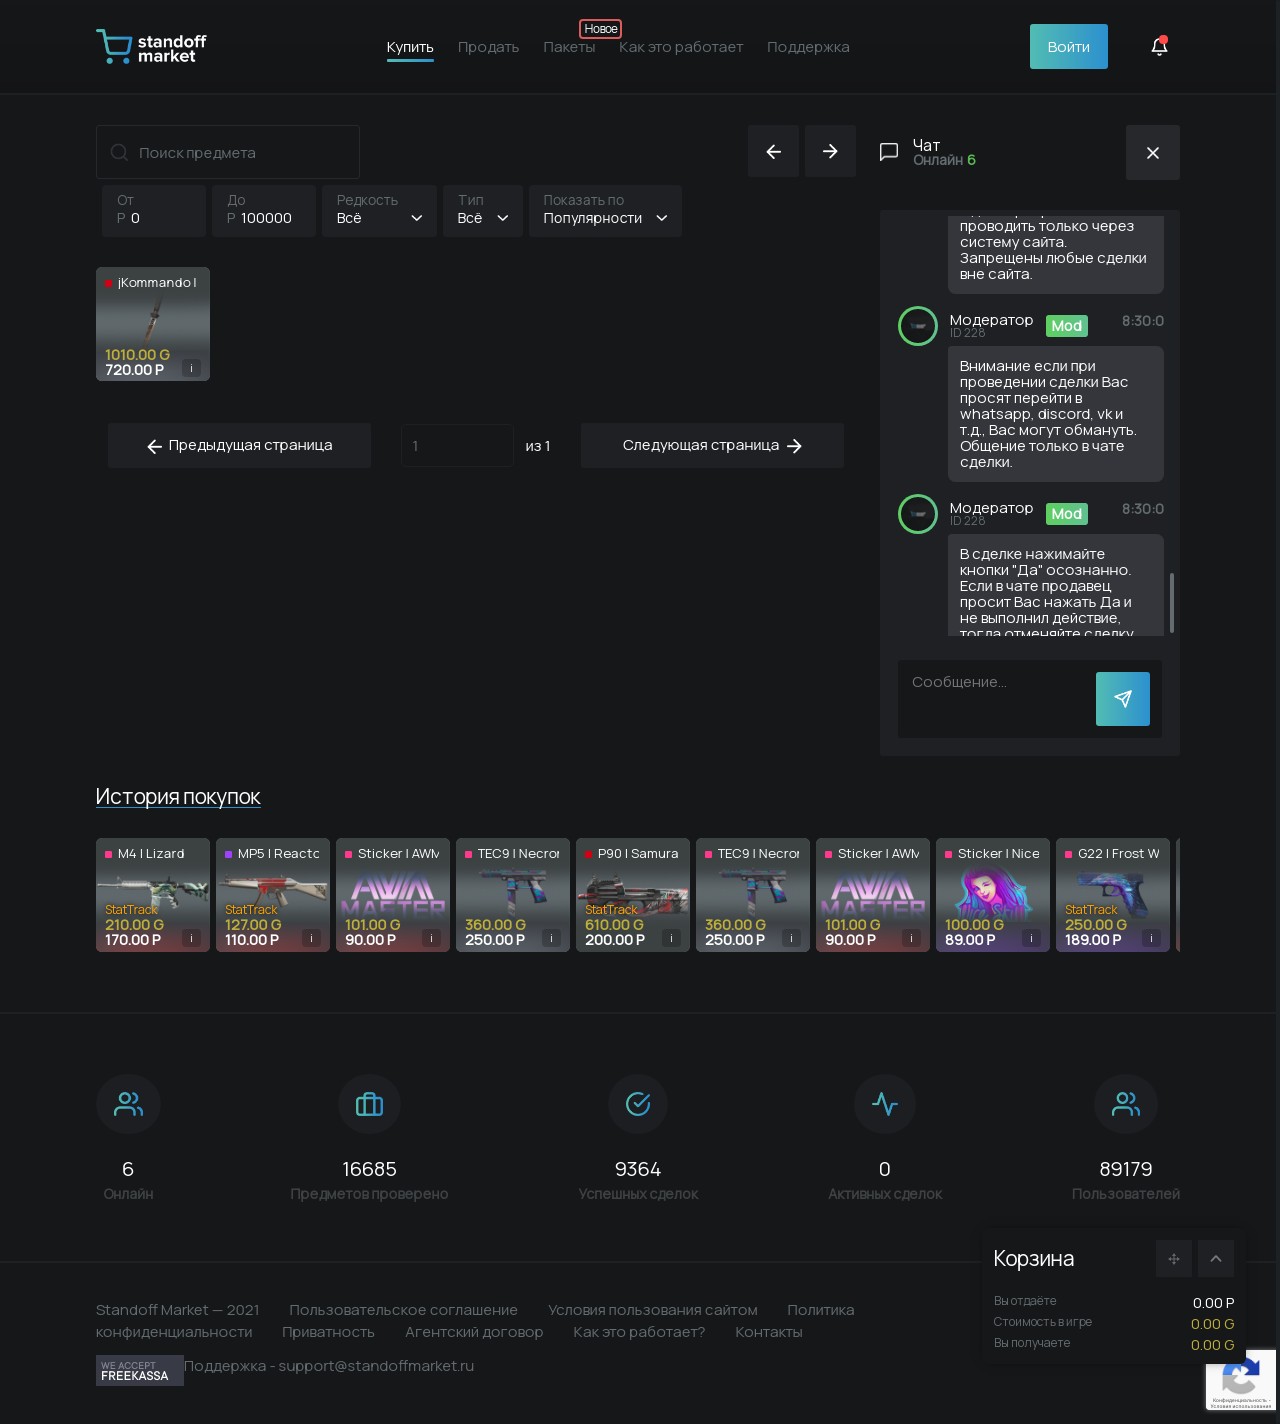 standoff
market
Купить
Продать
Пакеты
Новое
Как это работает
Поддержка
Войти
Поиск предмета
От
P 0
До
P 100000
Редкость
Всё
Тип
Всё
Показать по
Популярности
jKommando |
1010.00 G
720.00 P
i
Предыдущая страница
1
из 1
Следующая страница
Чат
Онлайн 6
проводить только через
систему сайта.
Запрещены любые сделки
вне сайта.
Модератор
Mod
8:30:0
ID 228
Внимание если при
проведении сделки Вас
просят перейти в
whatsapp, discord, vk и
т.д., Вас могут обмануть.
Общение только в чате
сделки.
Модератор
Mod
8:30:0
ID 228
В сделке нажимайте
кнопки "Да" осознанно.
Если в чате продавец
просит Вас нажать Да и
не выполнил действие,
тогда отменяйте сделку
Сообщение...
История покупок
M4 | Lizard
StatTrack
210.00 G
170.00 P
i
MP5 | Reacto
StatTrack
127.00 G
110.00 P
i
Sticker | AWM
AWM
MASTER
101.00 G
90.00 P
i
TEC9 | Necror
360.00 G
250.00 P
i
P90 | Samura
StatTrack
610.00 G
200.00 P
i
TEC9 | Necror
360.00 G
250.00 P
i
Sticker | AWM
AWM
MASTER
101.00 G
90.00 P
i
Sticker | Nice
100.00 G
89.00 P
i
G22 | Frost W
StatTrack
250.00 G
189.00 P
i
6
Онлайн
16685
Предметов проверено
9364
Успешных сделок
0
Активных сделок
89179
Пользователей
Корзина
Вы отдаёте
0.00 P
Стоимость в игре
0.00 G
Вы получаете
0.00 G
Standoff Market — 2021
Пользовательское соглашение
Условия пользования сайтом
Политика
конфиденциальности
Приватность
Агентский договор
Как это работает?
Контакты
WE ACCEPT
FREEKASSA
Поддержка - support@standoffmarket.ru
Конфиденциальность -
Условия использования